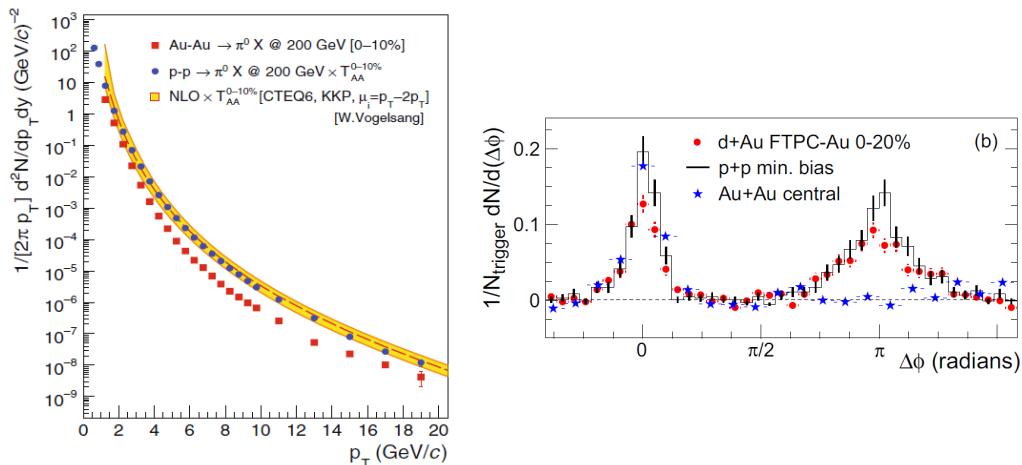 1/[2π p_T] d²N/dp_T dy (GeV/c)⁻²
10³
10²
10
1
10⁻¹
10⁻²
10⁻³
10⁻⁴
10⁻⁵
10⁻⁶
10⁻⁷
10⁻⁸
10⁻⁹
Au-Au → π⁰ X @ 200 GeV [0–10%]
p-p → π⁰ X @ 200 GeV × T_AA^0–10%
NLO × T_AA^0–10% [CTEQ6, KKP, μ_i=p_T–2p_T]
[W.Vogelsang]
0 2 4 6 8 10 12 14 16 18 20
p_T (GeV/c)
1/N_trigger dN/d(Δϕ)
(b)
0.2
0.1
0
d+Au FTPC-Au 0-20%
p+p min. bias
Au+Au central
0 π/2 π
Δϕ (radians)